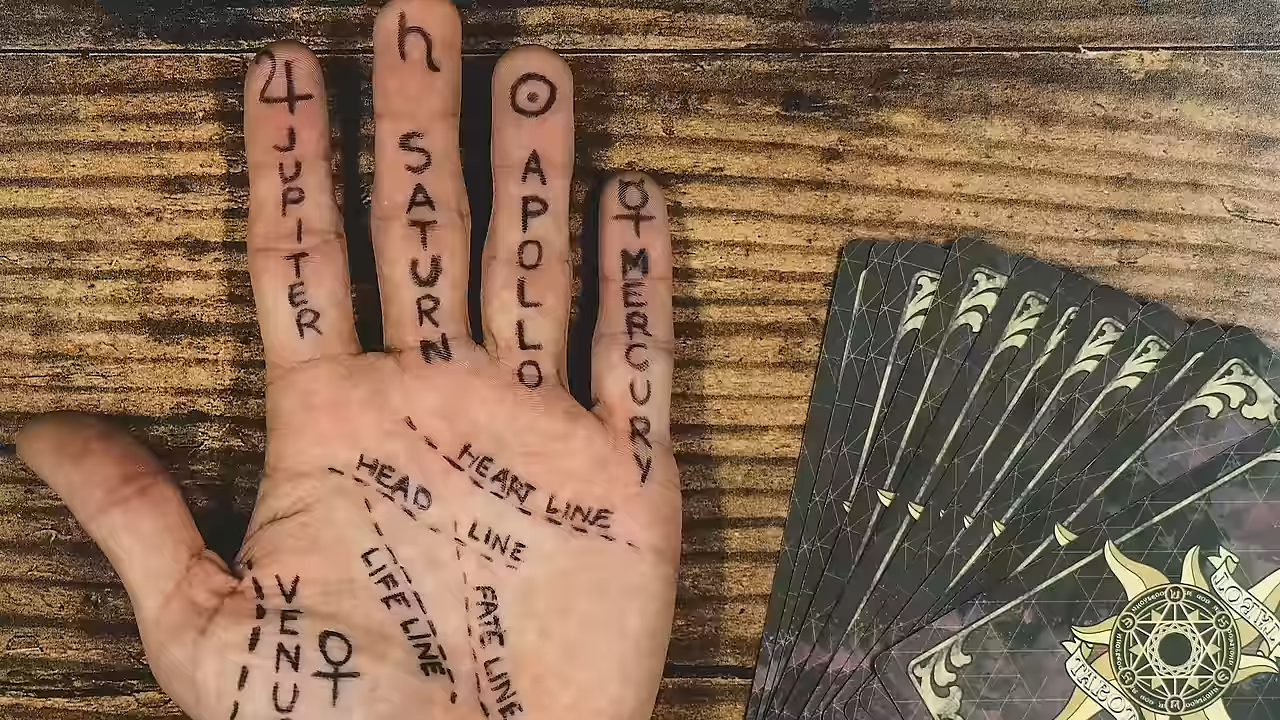 ♃ JUPITER
♄ SATURN
☉ APOLLO
☿ MERCURY
HEART LINE
HEAD LINE
LIFE LINE
FATE LINE
VENU
♀